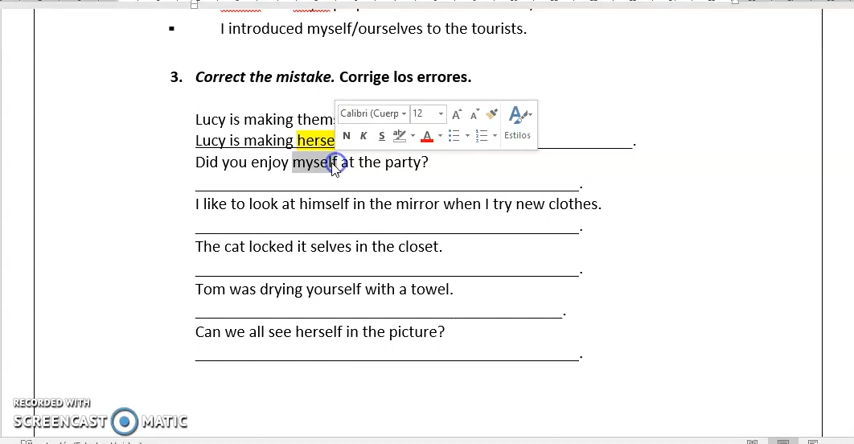 I introduced myself/ourselves to the tourists.
3. Correct the mistake. Corrige los errores.
Calibri (Cuerp 12 A A A
Lucy is making them
N K S ab A Estilos
Lucy is making herse
Did you enjoy myself at the party?
I like to look at himself in the mirror when I try new clothes.
The cat locked it selves in the closet.
Tom was drying yourself with a towel.
Can we all see herself in the picture?
RECORDED WITH
SCREENCAST MATIC